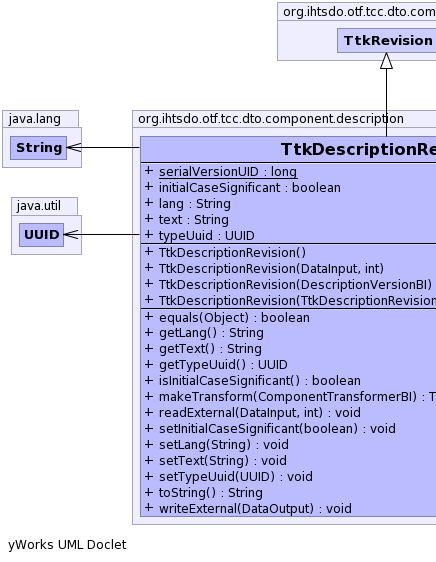 org.ihtsdo.otf.tcc.dto.com
TtkRevision
java.lang
String
java.util
UUID
org.ihtsdo.otf.tcc.dto.component.description
TtkDescriptionRe
+ serialVersionUID : long
+ initialCaseSignificant : boolean
+ lang : String
+ text : String
+ typeUuid : UUID
+ TtkDescriptionRevision()
+ TtkDescriptionRevision(DataInput, int)
+ TtkDescriptionRevision(DescriptionVersionBI)
+ TtkDescriptionRevision(TtkDescriptionRevision
+ equals(Object) : boolean
+ getLang() : String
+ getText() : String
+ getTypeUuid() : UUID
+ isInitialCaseSignificant() : boolean
+ makeTransform(ComponentTransformerBI) : T
+ readExternal(DataInput, int) : void
+ setInitialCaseSignificant(boolean) : void
+ setLang(String) : void
+ setText(String) : void
+ setTypeUuid(UUID) : void
+ toString() : String
+ writeExternal(DataOutput) : void
yWorks UML Doclet